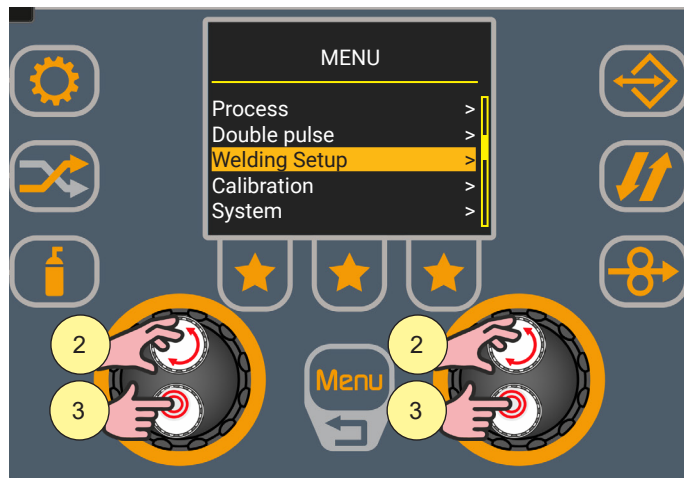 MENU
Process >
Double pulse >
Welding Setup >
Calibration >
System >
2
2
3
3
Menu